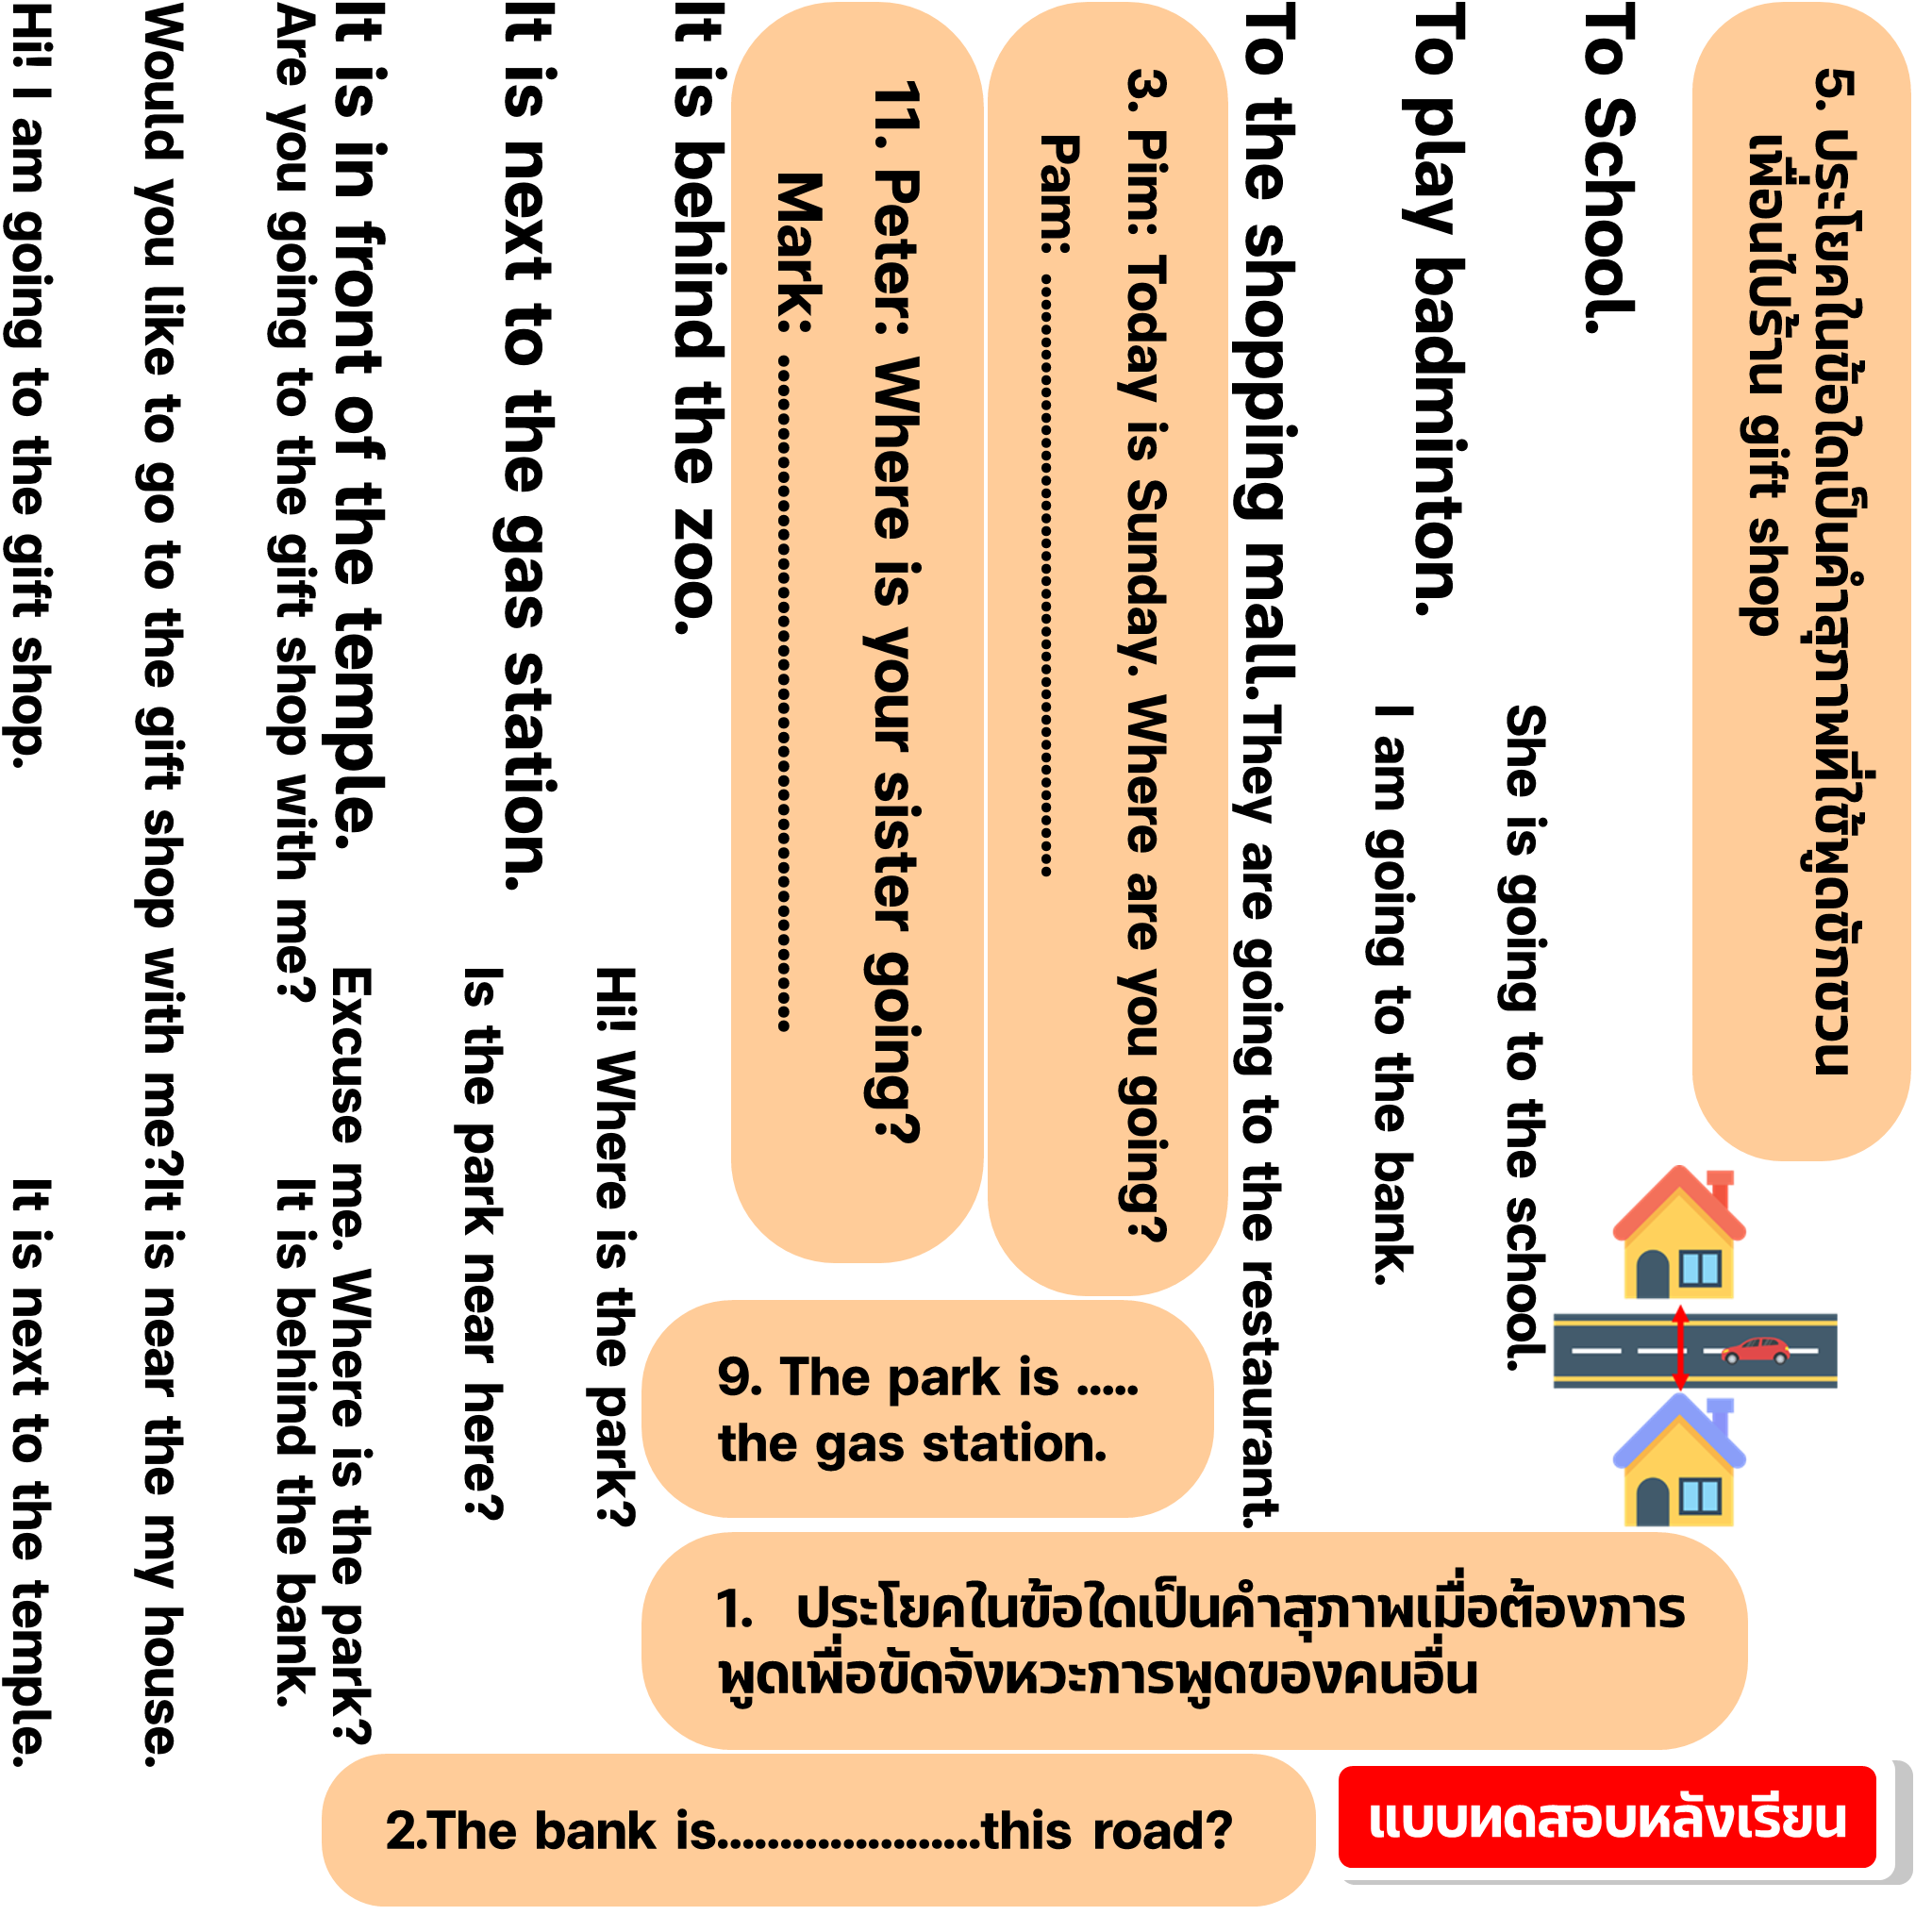 5. ประโยคในข้อใดเป็นคำสุภาพที่ใช้พูดชักชวน
เพื่อนไปร้าน gift shop
To School.
To play badminton.
To the shopping mall.
She is going to the school.
I am going to the bank.
They are going to the restaurant.
3. Pim: Today is Sunday. Where are you going?
Pam: ................................................
11. Peter: Where is your sister going?
Mark: ................................................
It is behind the zoo.
It is next to the gas station.
It is in front of the temple.
Are you going to the gift shop with me?
Would you like to go to the gift shop with me?
Hi! I am going to the gift shop.
Hi! Where is the park?
Is the park near here?
Excuse me. Where is the park?
It is behind the bank.
It is near the my house.
It is next to the temple.
9. The park is .....
the gas station.
1. ประโยคในข้อใดเป็นคำสุภาพเมื่อต้องการ
พูดเพื่อขัดจังหวะการพูดของคนอื่น
2.The bank is.....................this road?
แบบทดสอบหลังเรียน